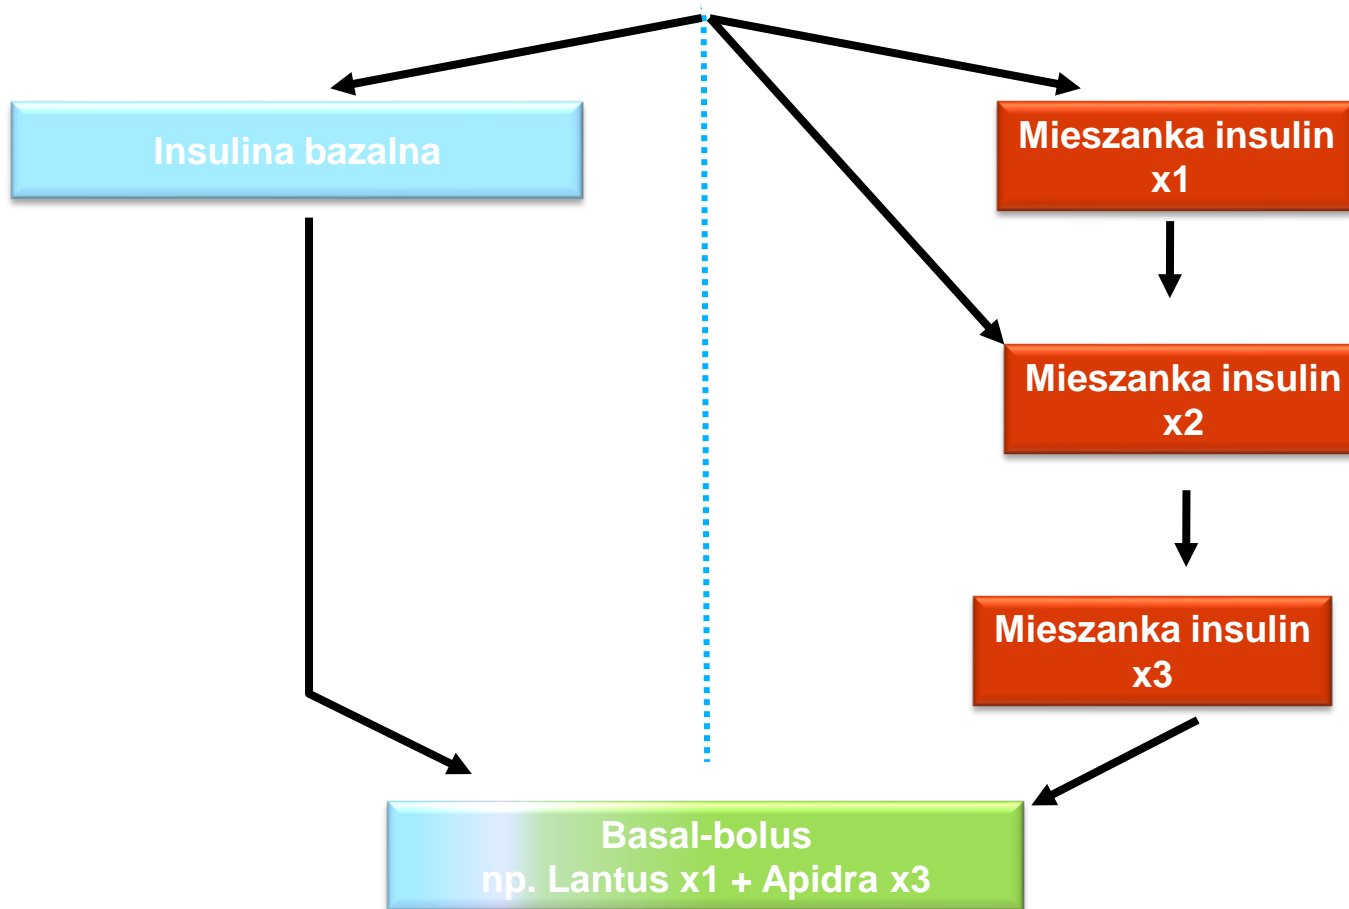 Insulina bazalna
Mieszanka insulin
x1
Mieszanka insulin
x2
Mieszanka insulin
x3
Basal-bolus
np. Lantus x1 + Apidra x3